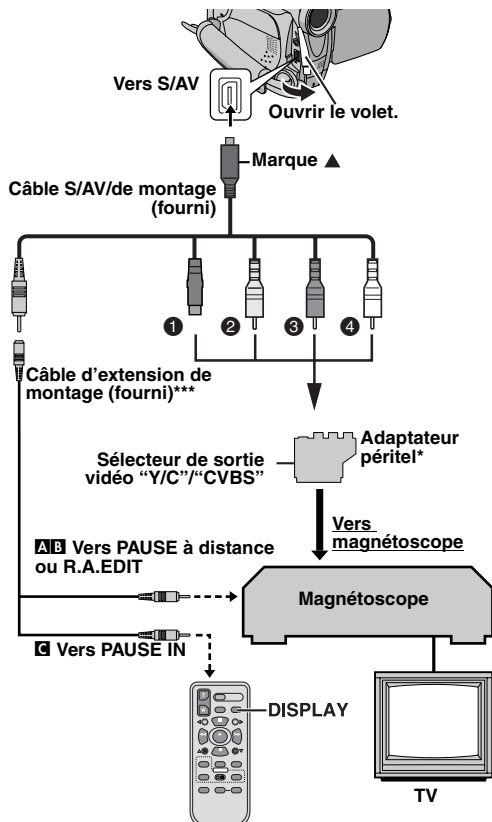 Vers S/AV
Ouvrir le volet.
Marque ▲
Câble S/AV/de montage
(fourni)
❶ ❷ ❸ ❹
Câble d'extension de
montage (fourni)***
Adaptateur
péritel*
Sélecteur de sortie
vidéo “Y/C”/“CVBS”
Vers
magnétoscope
A B Vers PAUSE à distance
ou R.A.EDIT
Magnétoscope
C Vers PAUSE IN
DISPLAY
TV